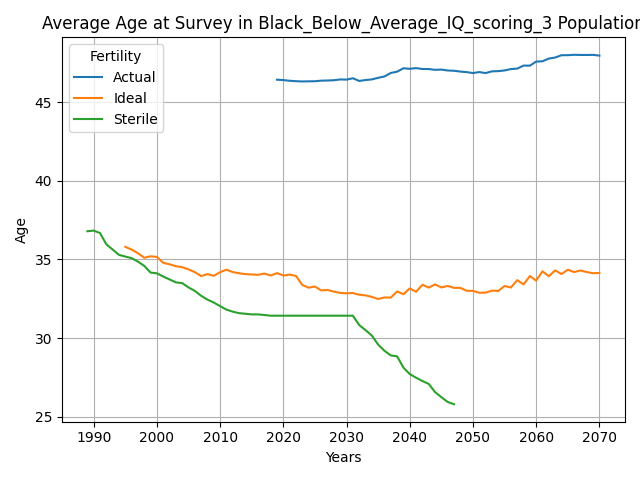 Average Age at Survey in Black_Below_Average_IQ_scoring_3 Population
Fertility
Actual
Ideal
Sterile
Age
45
40
35
30
25
1990 2000 2010 2020 2030 2040 2050 2060 2070
Years